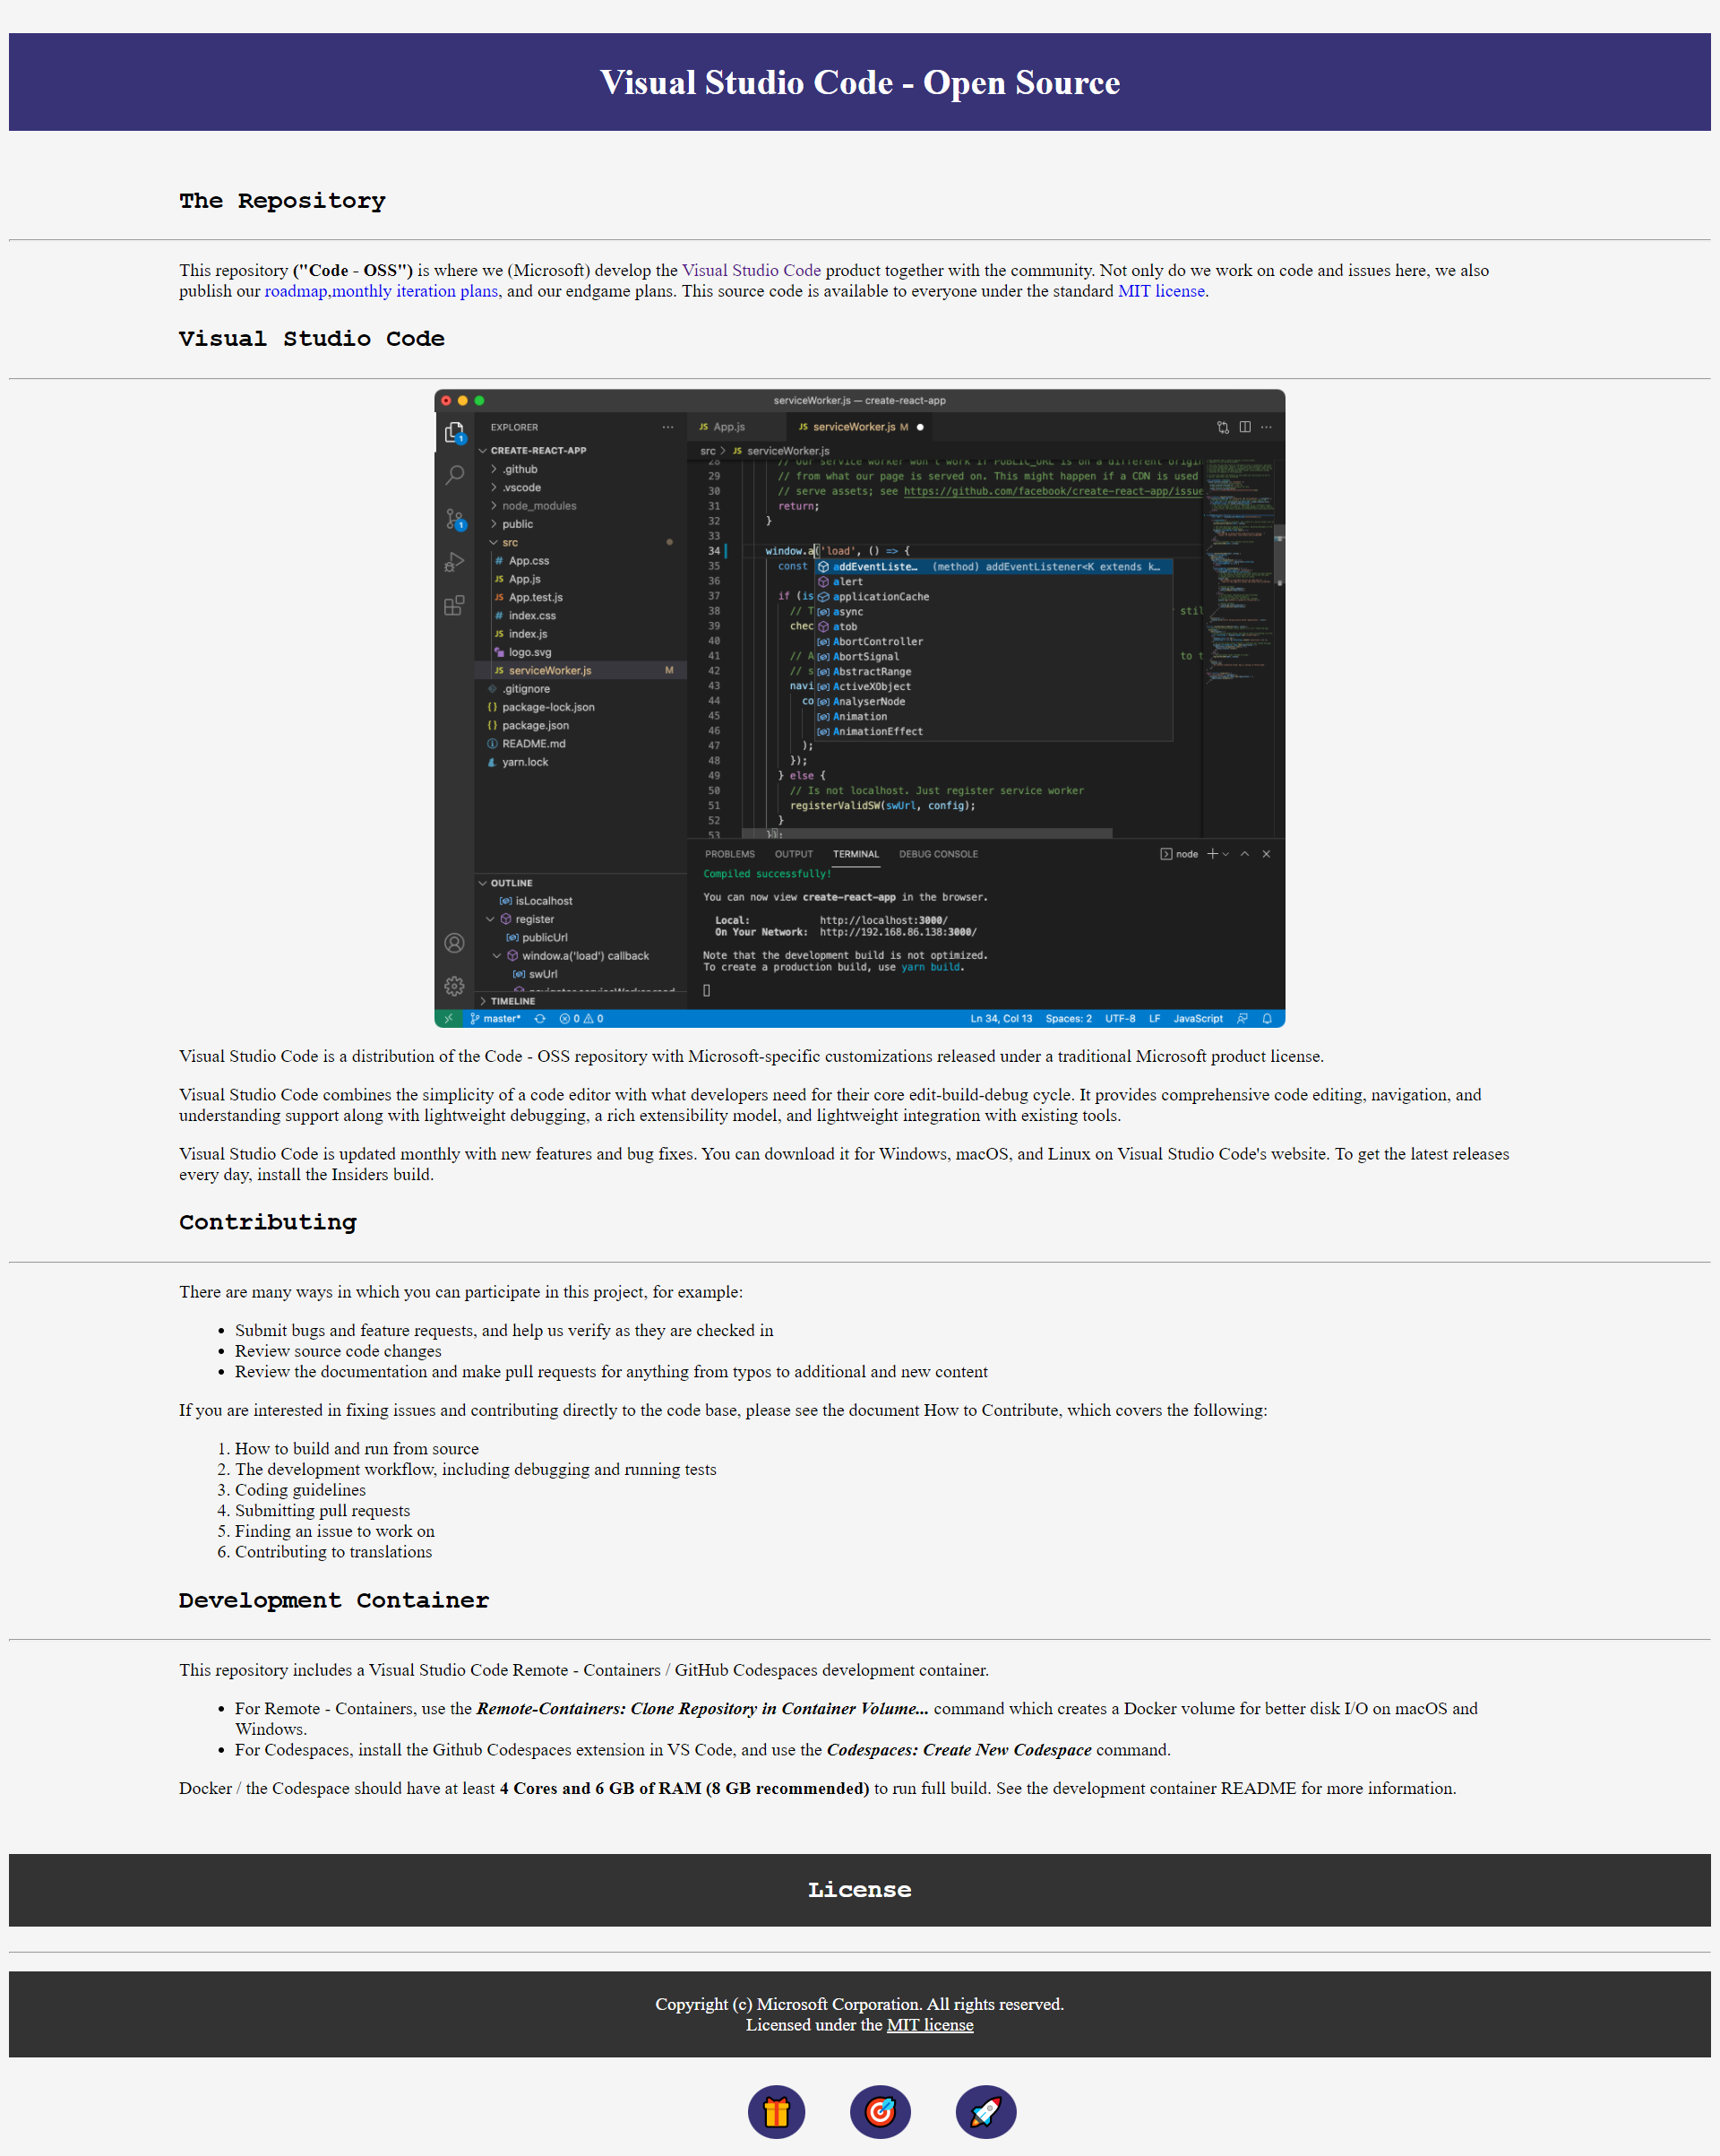 Visual Studio Code - Open Source
The Repository
This repository ("Code - OSS") is where we (Microsoft) develop the Visual Studio Code product together with the community. Not only do we work on code and issues here, we also
publish our roadmap,monthly iteration plans, and our endgame plans. This source code is available to everyone under the standard MIT license.
Visual Studio Code
serviceWorker.js — create-react-app
EXPLORER
CREATE-REACT-APP
.github
.vscode
node_modules
public
src
# App.css
JS App.js
JS App.test.js
# index.css
JS index.js
logo.svg
JS serviceWorker.js M
.gitignore
{} package-lock.json
{} package.json
README.md
yarn.lock
OUTLINE
isLocalhost
register
publicUrl
window.a('load') callback
swUrl
TIMELINE
JS App.js
JS serviceWorker.js M
src > JS serviceWorker.js
28 // our service worker won't work if PUBLIC_URL is on a different origin
29 // from what our page is served on. This might happen if a CDN is used
30 // serve assets; see https://github.com/facebook/create-react-app/issue
31 return;
32 }
33
34 window.a('load', () => {
35 const
36
37 if (is
38 // T stil
39 chec
40
41 // A to t
42 // s
43 navi
44 co
45
46
47 );
48 });
49 } else {
50 // Is not localhost. Just register service worker
51 registerValidSW(swUrl, config);
52 }
53 });
addEventListe… (method) addEventListener<K extends k…
alert
applicationCache
async
atob
AbortController
AbortSignal
AbstractRange
ActiveXObject
AnalyserNode
Animation
AnimationEffect
PROBLEMS OUTPUT TERMINAL DEBUG CONSOLE node
Compiled successfully!
You can now view create-react-app in the browser.
Local: http://localhost:3000/
On Your Network: http://192.168.86.138:3000/
Note that the development build is not optimized.
To create a production build, use yarn build.
master* 0 0 Ln 34, Col 13 Spaces: 2 UTF-8 LF JavaScript
Visual Studio Code is a distribution of the Code - OSS repository with Microsoft-specific customizations released under a traditional Microsoft product license.
Visual Studio Code combines the simplicity of a code editor with what developers need for their core edit-build-debug cycle. It provides comprehensive code editing, navigation, and
understanding support along with lightweight debugging, a rich extensibility model, and lightweight integration with existing tools.
Visual Studio Code is updated monthly with new features and bug fixes. You can download it for Windows, macOS, and Linux on Visual Studio Code's website. To get the latest releases
every day, install the Insiders build.
Contributing
There are many ways in which you can participate in this project, for example:
• Submit bugs and feature requests, and help us verify as they are checked in
• Review source code changes
• Review the documentation and make pull requests for anything from typos to additional and new content
If you are interested in fixing issues and contributing directly to the code base, please see the document How to Contribute, which covers the following:
1. How to build and run from source
2. The development workflow, including debugging and running tests
3. Coding guidelines
4. Submitting pull requests
5. Finding an issue to work on
6. Contributing to translations
Development Container
This repository includes a Visual Studio Code Remote - Containers / GitHub Codespaces development container.
• For Remote - Containers, use the Remote-Containers: Clone Repository in Container Volume... command which creates a Docker volume for better disk I/O on macOS and
Windows.
• For Codespaces, install the Github Codespaces extension in VS Code, and use the Codespaces: Create New Codespace command.
Docker / the Codespace should have at least 4 Cores and 6 GB of RAM (8 GB recommended) to run full build. See the development container README for more information.
License
Copyright (c) Microsoft Corporation. All rights reserved.
Licensed under the MIT license